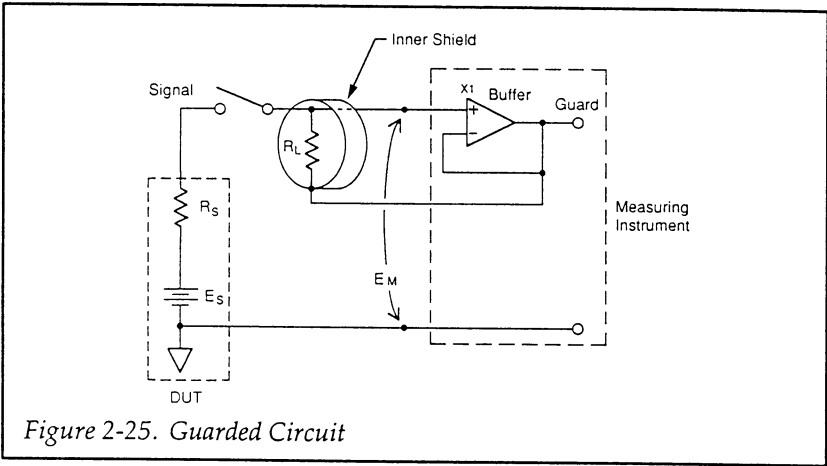 Inner Shield
Signal
X1 Buffer
Guard
+
−
RL
RS
Measuring
Instrument
EM
ES
DUT
Figure 2-25. Guarded Circuit